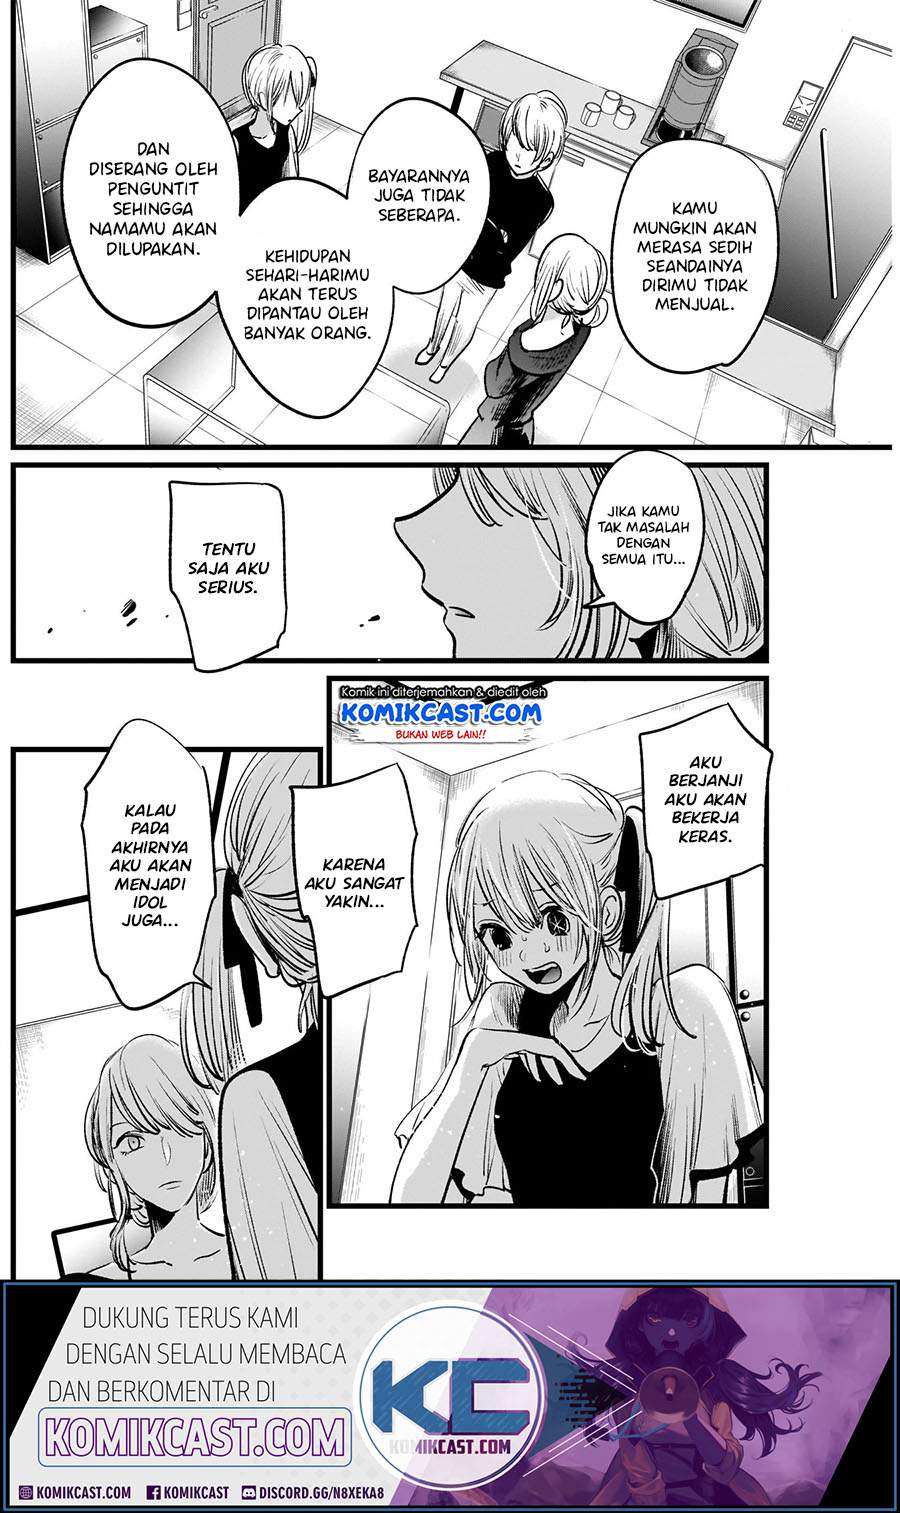 KAMU
MUNGKIN AKAN
MERASA SEDIH
SEANDAINYA
DIRIMU TIDAK
MENJUAL.
BAYARANNYA
JUGA TIDAK
SEBERAPA.
KEHIDUPAN
SEHARI-HARIMU
AKAN TERUS
DIPANTAU OLEH
BANYAK ORANG.
DAN
DISERANG OLEH
PENGUNTIT
SEHINGGA
NAMAMU AKAN
DILUPAKAN.
JIKA KAMU
TAK MASALAH
DENGAN
SEMUA ITU...
TENTU
SAJA AKU
SERIUS.
Komik ini diterjemahkan & diedit oleh
KOMIKCAST.COM
BUKAN WEB LAIN!!
AKU
BERJANJI
AKU AKAN
BEKERJA
KERAS.
KARENA
AKU SANGAT
YAKIN...
KALAU
PADA
AKHIRNYA
AKU AKAN
MENJADI
IDOL
JUGA...
DUKUNG TERUS KAMI
DENGAN SELALU MEMBACA
DAN BERKOMENTAR DI
KOMIKCAST.COM
KOMIKCAST.COM KOMIKCAST DISCORD.GG/N8XEKA8
KC
KOMIKCAST.COM